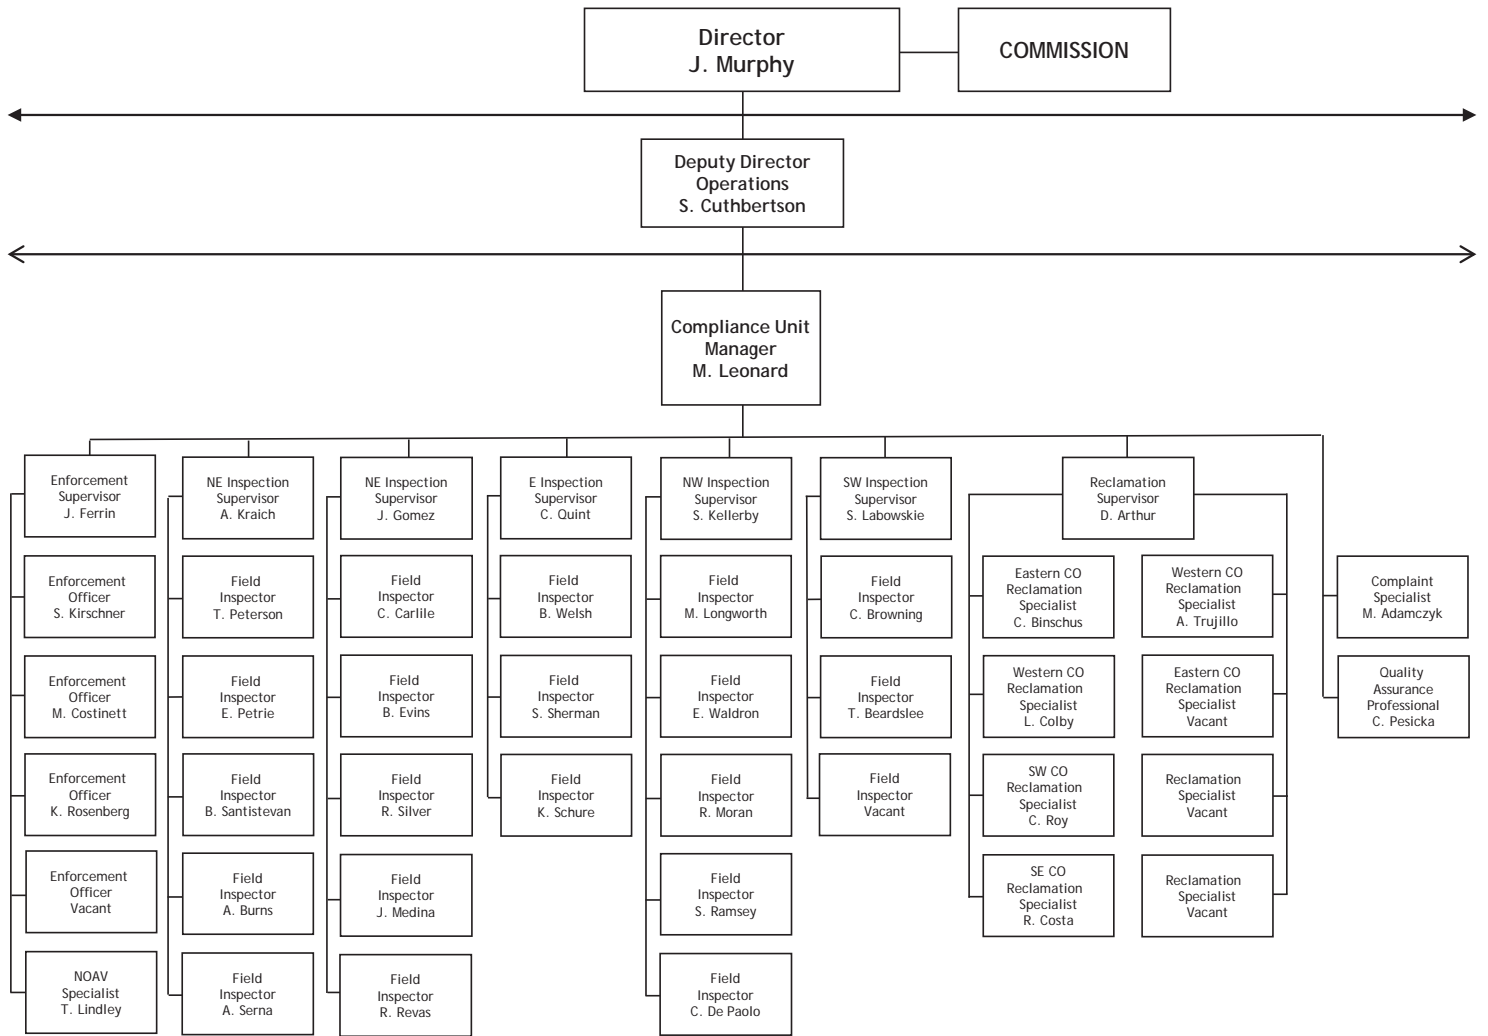 Director
J. Murphy
COMMISSION
Deputy Director
Operations
S. Cuthbertson
Compliance Unit
Manager
M. Leonard
Enforcement
Supervisor
J. Ferrin
Enforcement
Officer
S. Kirschner
Enforcement
Officer
M. Costinett
Enforcement
Officer
K. Rosenberg
Enforcement
Officer
Vacant
NOAV
Specialist
T. Lindley
NE Inspection
Supervisor
A. Kraich
Field
Inspector
T. Peterson
Field
Inspector
E. Petrie
Field
Inspector
B. Santistevan
Field
Inspector
A. Burns
Field
Inspector
A. Serna
NE Inspection
Supervisor
J. Gomez
Field
Inspector
C. Carlile
Field
Inspector
B. Evins
Field
Inspector
R. Silver
Field
Inspector
J. Medina
Field
Inspector
R. Revas
E Inspection
Supervisor
C. Quint
Field
Inspector
B. Welsh
Field
Inspector
S. Sherman
Field
Inspector
K. Schure
NW Inspection
Supervisor
S. Kellerby
Field
Inspector
M. Longworth
Field
Inspector
E. Waldron
Field
Inspector
R. Moran
Field
Inspector
S. Ramsey
Field
Inspector
C. De Paolo
SW Inspection
Supervisor
S. Labowskie
Field
Inspector
C. Browning
Field
Inspector
T. Beardslee
Field
Inspector
Vacant
Reclamation
Supervisor
D. Arthur
Eastern CO
Reclamation
Specialist
C. Binschus
Western CO
Reclamation
Specialist
L. Colby
SW CO
Reclamation
Specialist
C. Roy
SE CO
Reclamation
Specialist
R. Costa
Western CO
Reclamation
Specialist
A. Trujillo
Eastern CO
Reclamation
Specialist
Vacant
Reclamation
Specialist
Vacant
Reclamation
Specialist
Vacant
Complaint
Specialist
M. Adamczyk
Quality
Assurance
Professional
C. Pesicka